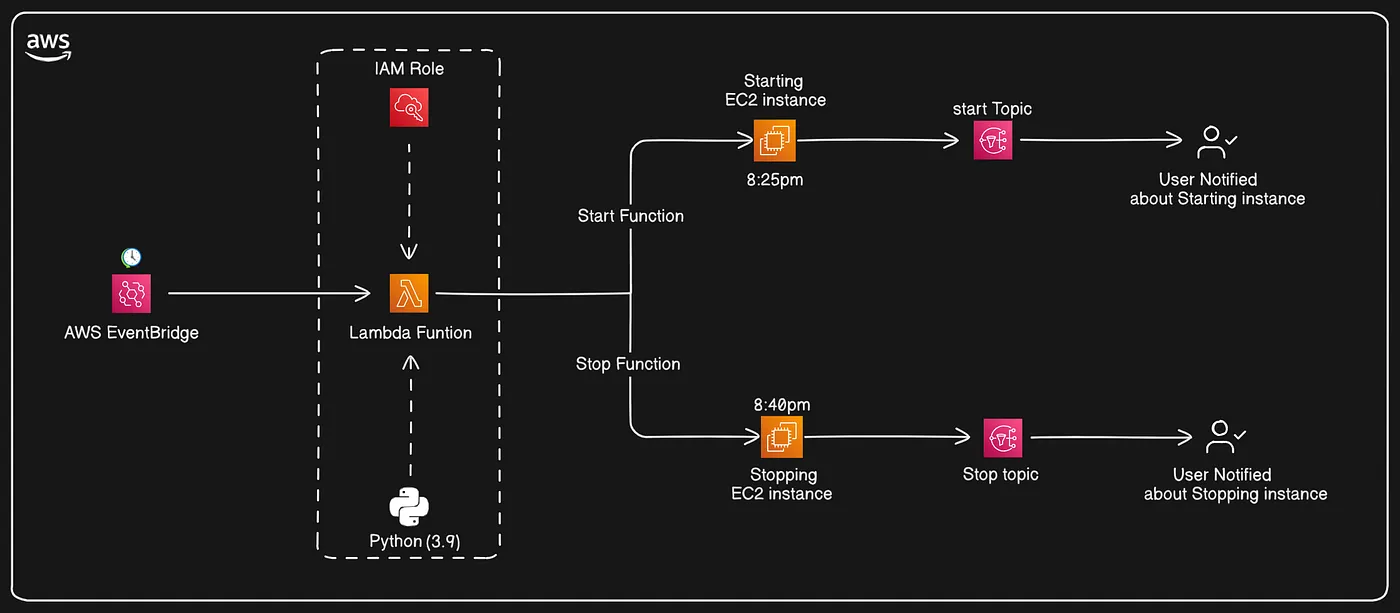 aws
IAM Role
AWS EventBridge
Lambda Funtion
Python (3.9)
Start Function
Stop Function
Starting
EC2 instance
8:25pm
start Topic
User Notified
about Starting instance
8:40pm
Stopping
EC2 instance
Stop topic
User Notified
about Stopping instance